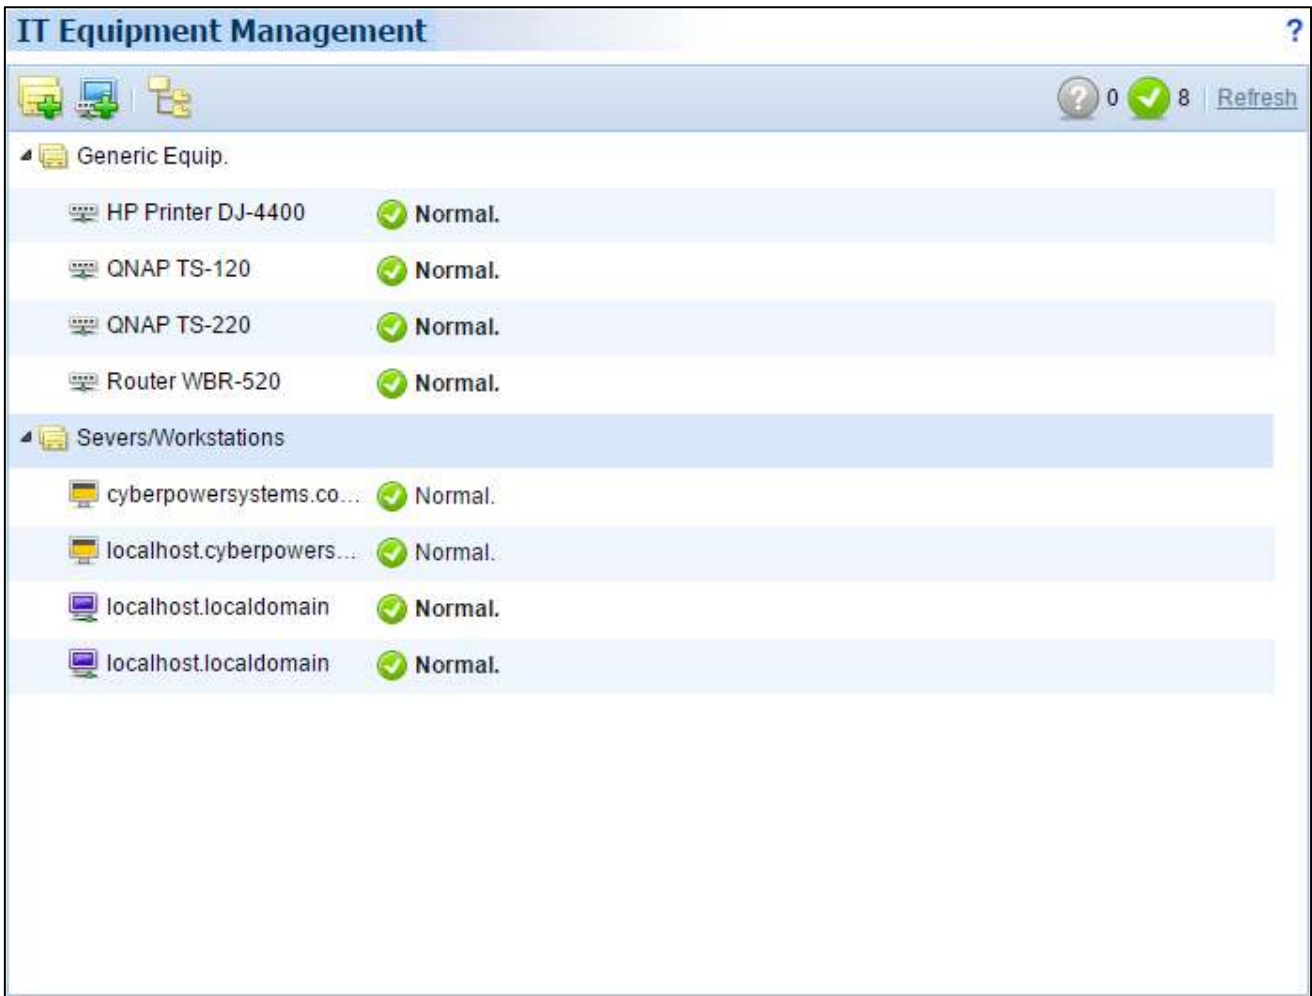 IT Equipment Management ?
? 0 8 Refresh
Generic Equip.
HP Printer DJ-4400 Normal.
QNAP TS-120 Normal.
QNAP TS-220 Normal.
Router WBR-520 Normal.
Severs/Workstations
cyberpowersystems.co... Normal.
localhost.cyberpowers... Normal.
localhost.localdomain Normal.
localhost.localdomain Normal.